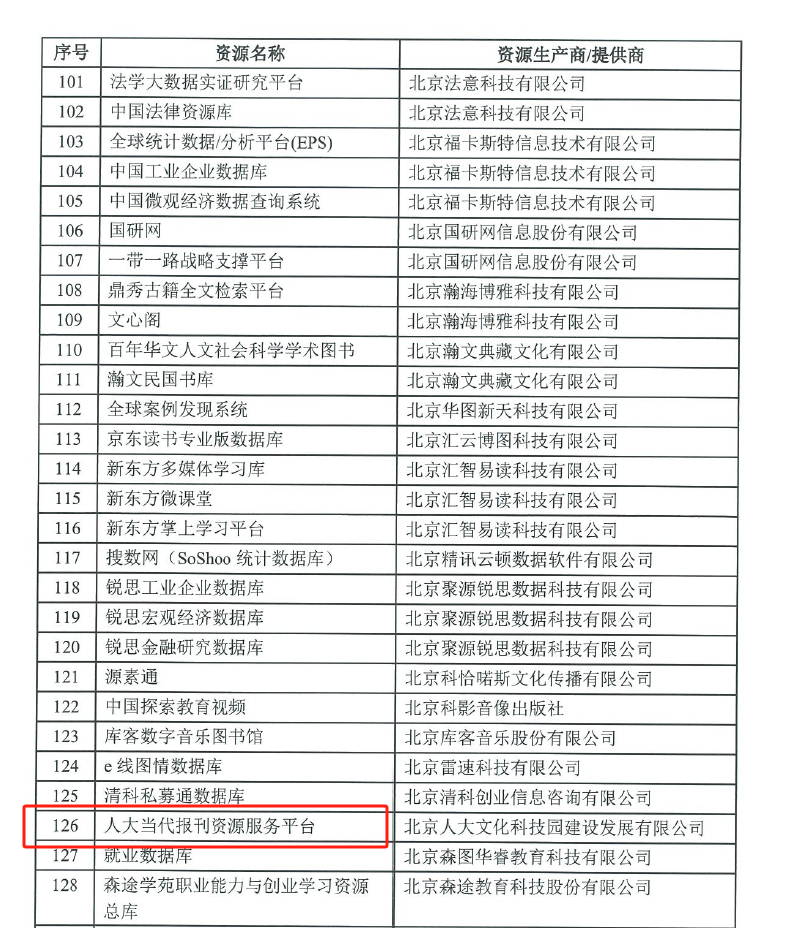 序号 资源名称 资源生产商/提供商
101 法学大数据实证研究平台 北京法意科技有限公司
102 中国法律资源库 北京法意科技有限公司
103 全球统计数据/分析平台(EPS) 北京福卡斯特信息技术有限公司
104 中国工业企业数据库 北京福卡斯特信息技术有限公司
105 中国微观经济数据查询系统 北京福卡斯特信息技术有限公司
106 国研网 北京国研网信息股份有限公司
107 一带一路战略支撑平台 北京国研网信息股份有限公司
108 鼎秀古籍全文检索平台 北京瀚海博雅科技有限公司
109 文心阁 北京瀚海博雅科技有限公司
110 百年华文人文社会科学学术图书 北京瀚文典藏文化有限公司
111 瀚文民国书库 北京瀚文典藏文化有限公司
112 全球案例发现系统 北京华图新天科技有限公司
113 京东读书专业版数据库 北京汇云博图科技有限公司
114 新东方多媒体学习库 北京汇智易读科技有限公司
115 新东方微课堂 北京汇智易读科技有限公司
116 新东方掌上学习平台 北京汇智易读科技有限公司
117 搜数网（SoShoo 统计数据库） 北京精讯云顿数据软件有限公司
118 锐思工业企业数据库 北京聚源锐思数据科技有限公司
119 锐思宏观经济数据库 北京聚源锐思数据科技有限公司
120 锐思金融研究数据库 北京聚源锐思数据科技有限公司
121 源素通 北京科恰喏斯文化传播有限公司
122 中国探索教育视频 北京科影音像出版社
123 库客数字音乐图书馆 北京库客音乐股份有限公司
124 e 线图情数据库 北京雷速科技有限公司
125 清科私募通数据库 北京清科创业信息咨询有限公司
126 人大当代报刊资源服务平台 北京人大文化科技园建设发展有限公司
127 就业数据库 北京森图华睿教育科技有限公司
128 森途学苑职业能力与创业学习资源 北京森途教育科技股份有限公司
总库